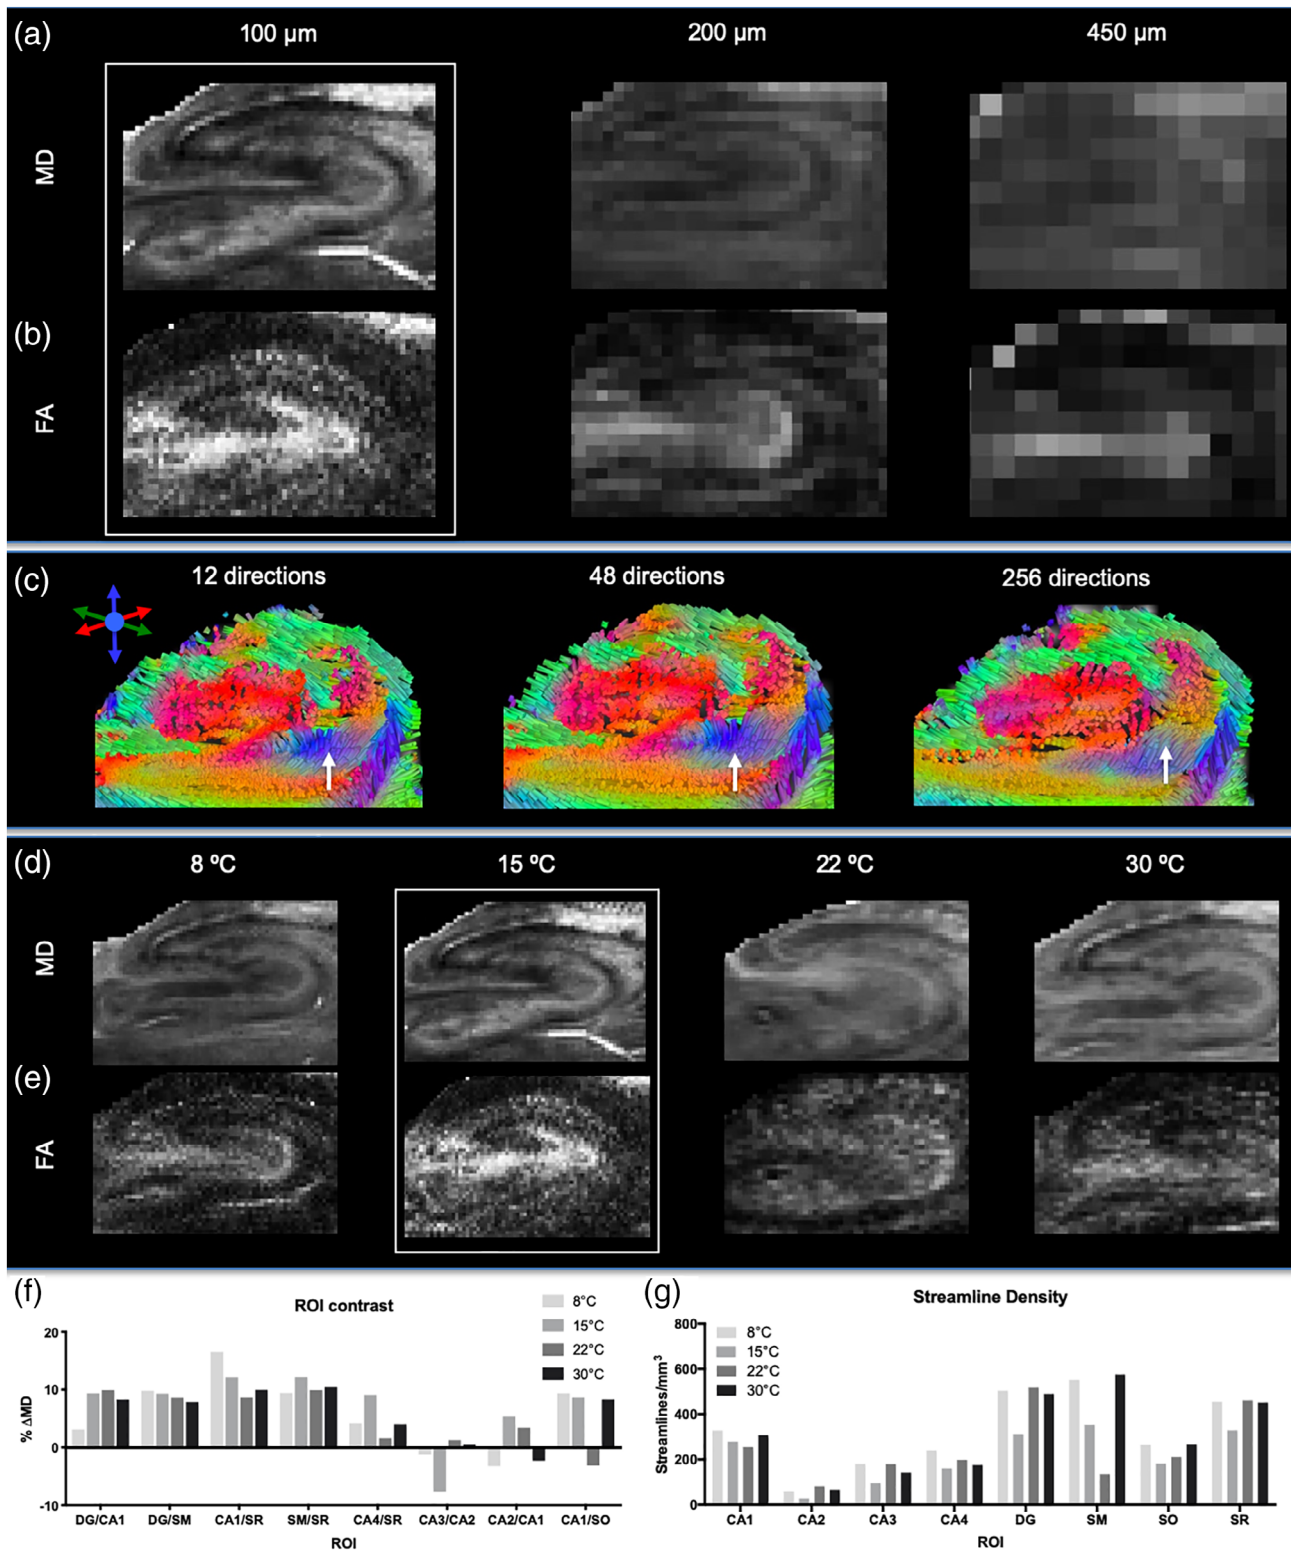 (a)
100 µm
200 µm
450 µm
MD
(b)
FA
(c)
12 directions
48 directions
256 directions
(d)
8 ºC
15 ºC
22 ºC
30 ºC
MD
(e)
FA
(f)
ROI contrast
8°C
15°C
22°C
30°C
20
10
0
-10
% ΔMD
DG/CA1
DG/SM
CA1/SR
SM/SR
CA4/SR
CA3/CA2
CA2/CA1
CA1/SO
ROI
(g)
Streamline Density
8°C
15°C
22°C
30°C
800
600
400
200
0
Streamlines/mm³
CA1
CA2
CA3
CA4
DG
SM
SO
SR
ROI